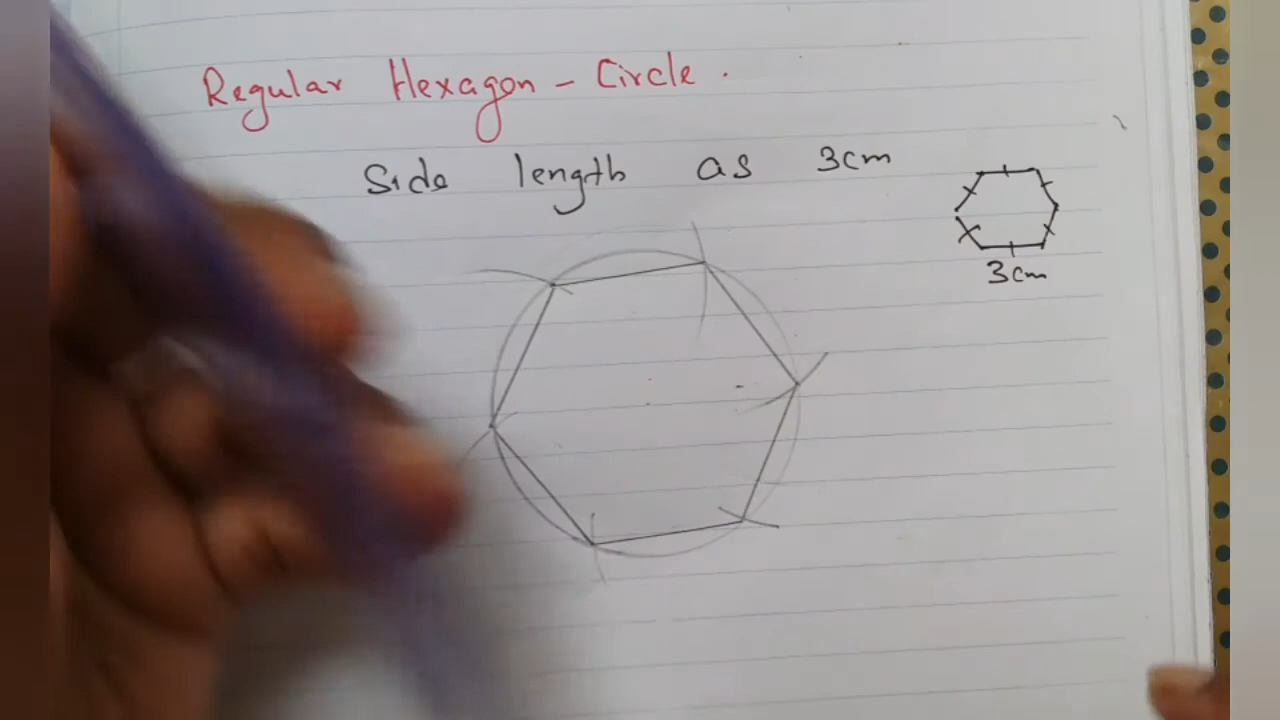 Regular Hexagon - Circle.
Side length as 3cm
3cm